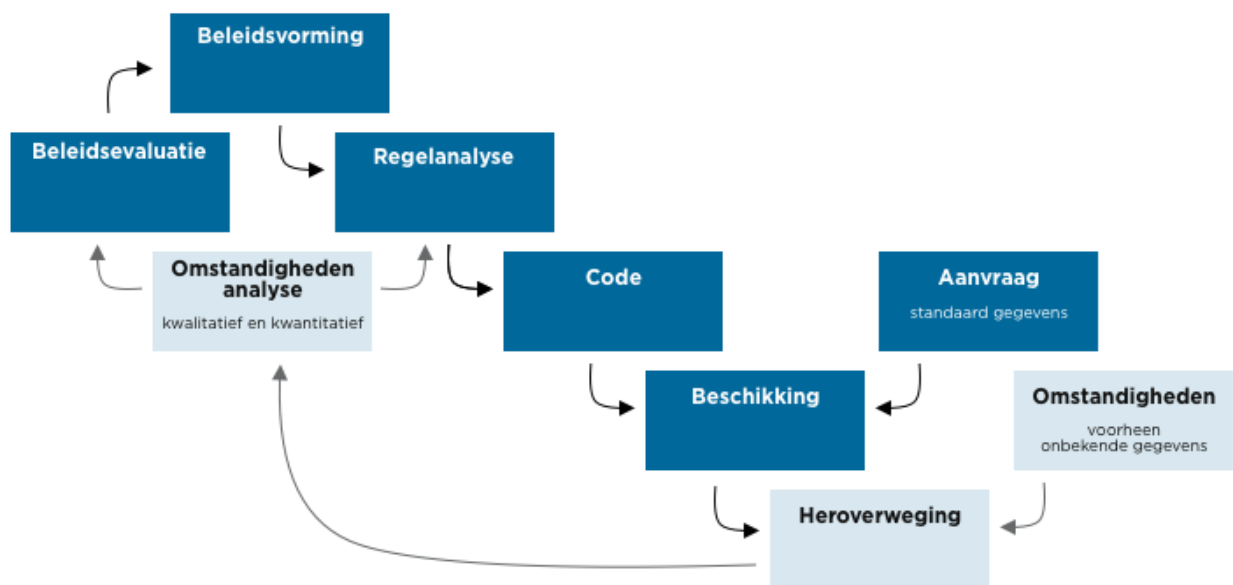 Beleidsvorming
Beleidsevaluatie
Regelanalyse
Omstandigheden
analyse
kwalitatief en kwantitatief
Code
Aanvraag
standaard gegevens
Beschikking
Omstandigheden
voorheen
onbekende gegevens
Heroverweging